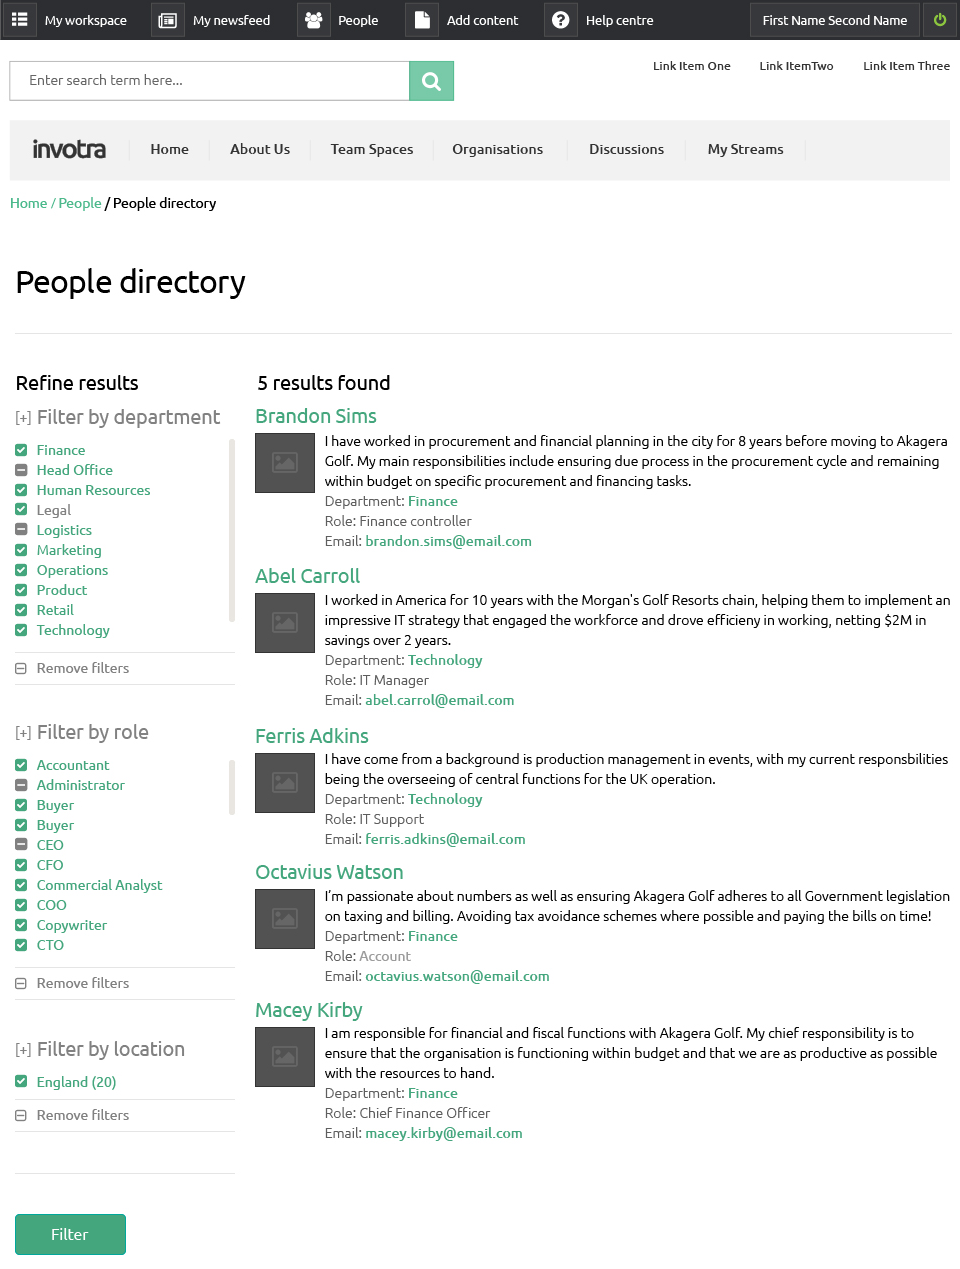 My workspace
My newsfeed
People
Add content
Help centre
First Name Second Name
Enter search term here...
Link Item One
Link ItemTwo
Link Item Three
invotra
Home
About Us
Team Spaces
Organisations
Discussions
My Streams
Home / People / People directory
People directory
Refine results
[+] Filter by department
Finance
Head Office
Human Resources
Legal
Logistics
Marketing
Operations
Product
Retail
Technology
Remove filters
[+] Filter by role
Accountant
Administrator
Buyer
Buyer
CEO
CFO
Commercial Analyst
COO
Copywriter
CTO
Remove filters
[+] Filter by location
England (20)
Remove filters
Filter
5 results found
Brandon Sims
I have worked in procurement and financial planning in the city for 8 years before moving to Akagera
Golf. My main responsibilities include ensuring due process in the procurement cycle and remaining
within budget on specific procurement and financing tasks.
Department: Finance
Role: Finance controller
Email: brandon.sims@email.com
Abel Carroll
I worked in America for 10 years with the Morgan's Golf Resorts chain, helping them to implement an
impressive IT strategy that engaged the workforce and drove efficieny in working, netting $2M in
savings over 2 years.
Department: Technology
Role: IT Manager
Email: abel.carrol@email.com
Ferris Adkins
I have come from a background is production management in events, with my current responsbilities
being the overseeing of central functions for the UK operation.
Department: Technology
Role: IT Support
Email: ferris.adkins@email.com
Octavius Watson
I'm passionate about numbers as well as ensuring Akagera Golf adheres to all Government legislation
on taxing and billing. Avoiding tax avoidance schemes where possible and paying the bills on time!
Department: Finance
Role: Account
Email: octavius.watson@email.com
Macey Kirby
I am responsible for financial and fiscal functions with Akagera Golf. My chief responsibility is to
ensure that the organisation is functioning within budget and that we are as productive as possible
with the resources to hand.
Department: Finance
Role: Chief Finance Officer
Email: macey.kirby@email.com